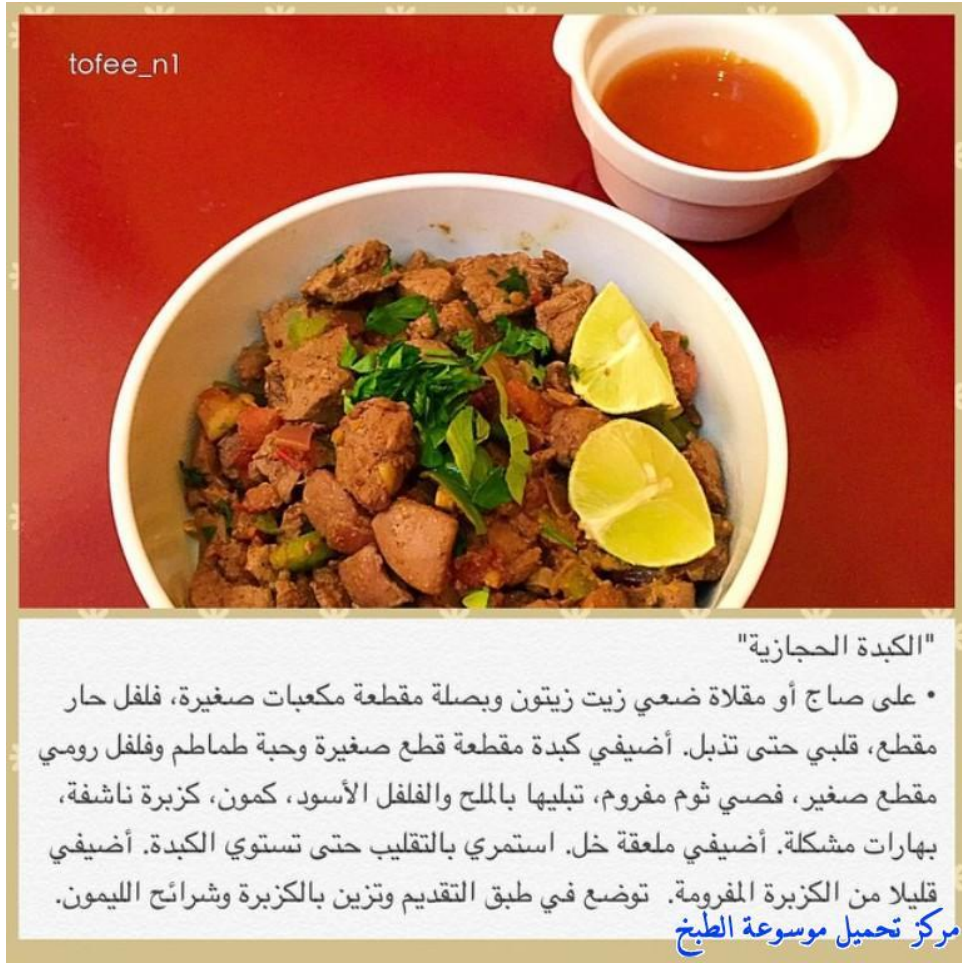 tofee_n1
"الكبدة الحجازية"
• على صاج أو مقلاة ضعي زيت زيتون وبصلة مقطعة مكعبات صغيرة، فلفل حار
مقطع، قلبي حتى تذبل. أضيفي كبدة مقطعة قطع صغيرة وحبة طماطم وفلفل رومي
مقطع صغير، فصي ثوم مفروم، تبليها بالملح والفلفل الأسود، كمون، كزبرة ناشفة،
بهارات مشكلة. أضيفي ملعقة خل. استمري بالتقليب حتى تستوي الكبدة. أضيفي
قليلا من الكزبرة المفرومة. توضع في طبق التقديم وتزين بالكزبرة وشرائح الليمون.
مركز تحميل موسوعة الطبخ